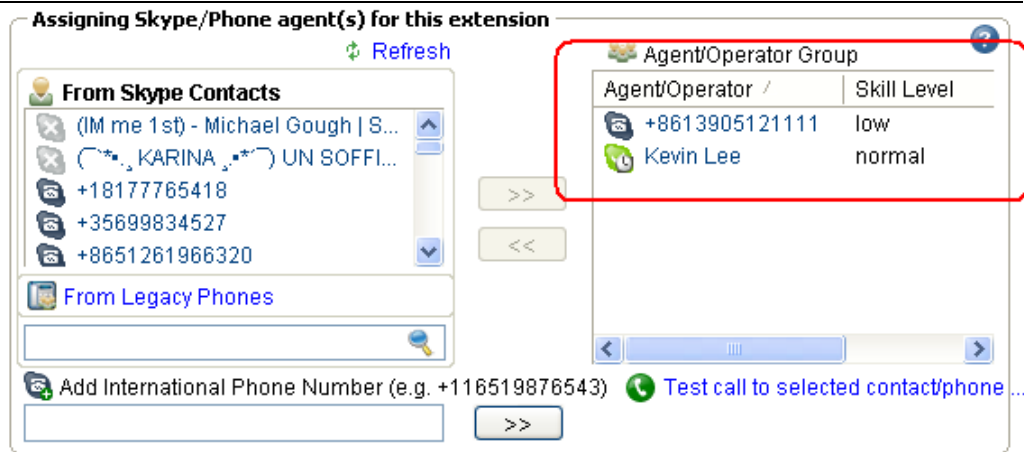 Assigning Skype/Phone agent(s) for this extension
Refresh
From Skype Contacts
(IM me 1st) - Michael Gough | S...
(¯`*•.¸ KARINA ¸.•*´¯) UN SOFFI...
+18177765418
+35699834527
+8651261966320
From Legacy Phones
>>
<<
Agent/Operator Group
Agent/Operator / Skill Level
+8613905121111 low
Kevin Lee normal
Add International Phone Number (e.g. +116519876543)
Test call to selected contact/phone ...
>>